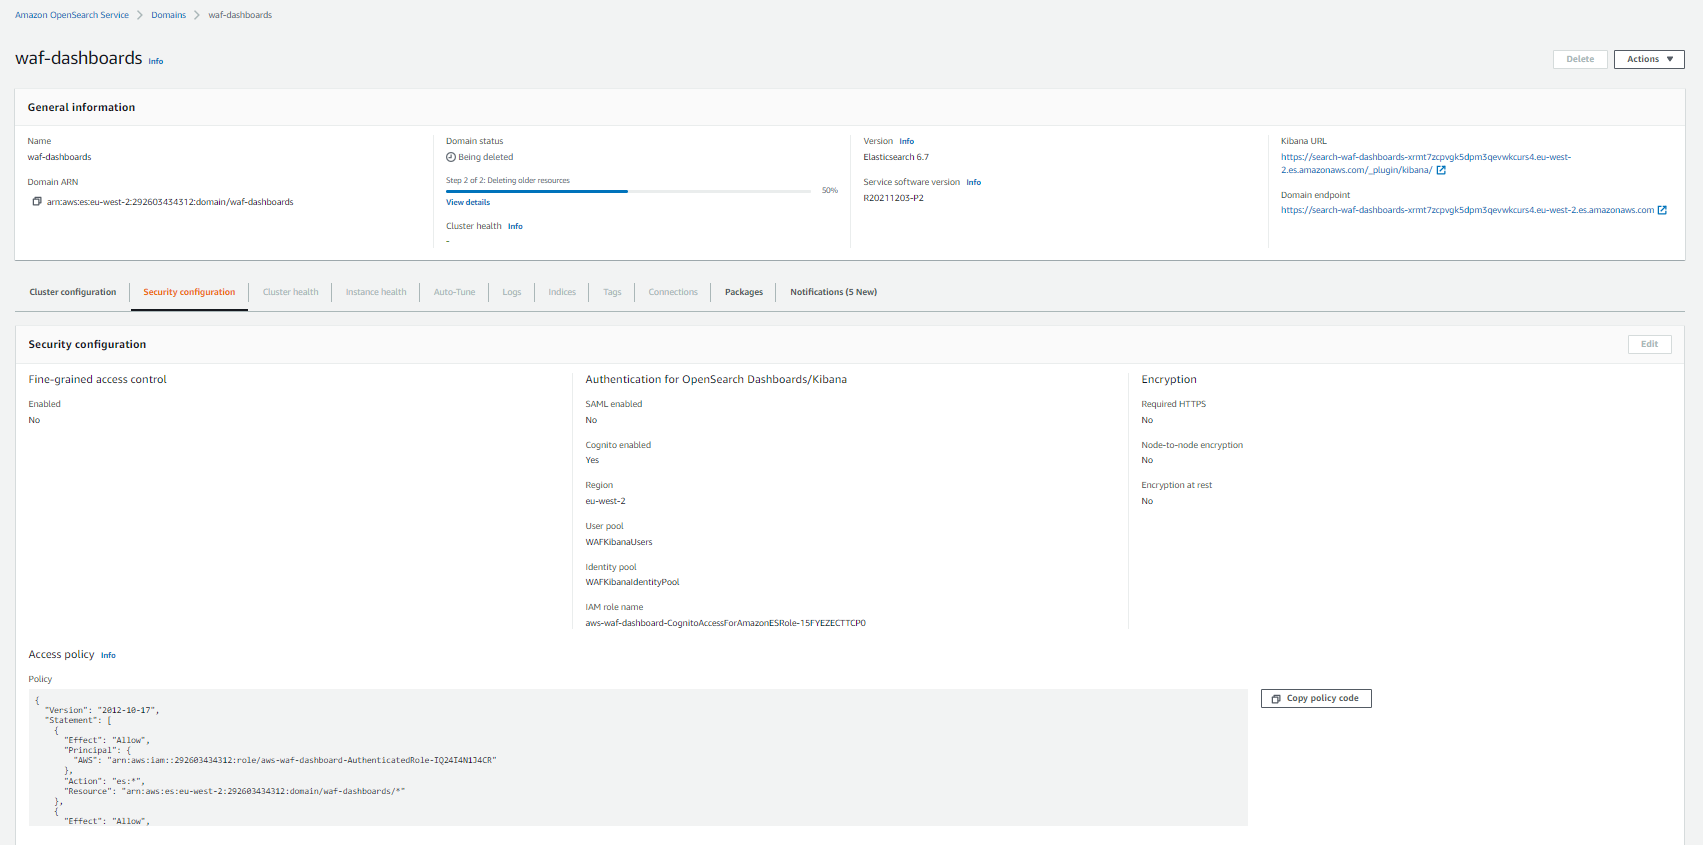 Amazon OpenSearch Service > Domains > waf-dashboards
waf-dashboards Info
Delete
Actions ▼
General information
Name
waf-dashboards
Domain ARN
arn:aws:es:eu-west-2:292603434312:domain/waf-dashboards
Domain status
Being deleted
Step 2 of 2: Deleting older resources
50%
View details
Cluster health Info
-
Version Info
Elasticsearch 6.7
Service software version Info
R20211203-P2
Kibana URL
https://search-waf-dashboards-xrmt7zcpvgk5dpm3qevwkcurs4.eu-west-
2.es.amazonaws.com/_plugin/kibana/
Domain endpoint
https://search-waf-dashboards-xrmt7zcpvgk5dpm3qevwkcurs4.eu-west-2.es.amazonaws.com
Cluster configuration
Security configuration
Cluster health
Instance health
Auto-Tune
Logs
Indices
Tags
Connections
Packages
Notifications (5 New)
Security configuration
Edit
Fine-grained access control
Enabled
No
Authentication for OpenSearch Dashboards/Kibana
SAML enabled
No
Cognito enabled
Yes
Region
eu-west-2
User pool
WAFKibanaUsers
Identity pool
WAFKibanaIdentityPool
IAM role name
aws-waf-dashboard-CognitoAccessForAmazonESRole-15FYEZECTTCP0
Encryption
Required HTTPS
No
Node-to-node encryption
No
Encryption at rest
No
Access policy Info
Policy
Copy policy code
{
"Version": "2012-10-17",
"Statement": [
{
"Effect": "Allow",
"Principal": {
"AWS": "arn:aws:iam::292603434312:role/aws-waf-dashboard-AuthenticatedRole-IQ24I4N1J4CR"
},
"Action": "es:*",
"Resource": "arn:aws:es:eu-west-2:292603434312:domain/waf-dashboards/*"
},
{
"Effect": "Allow",